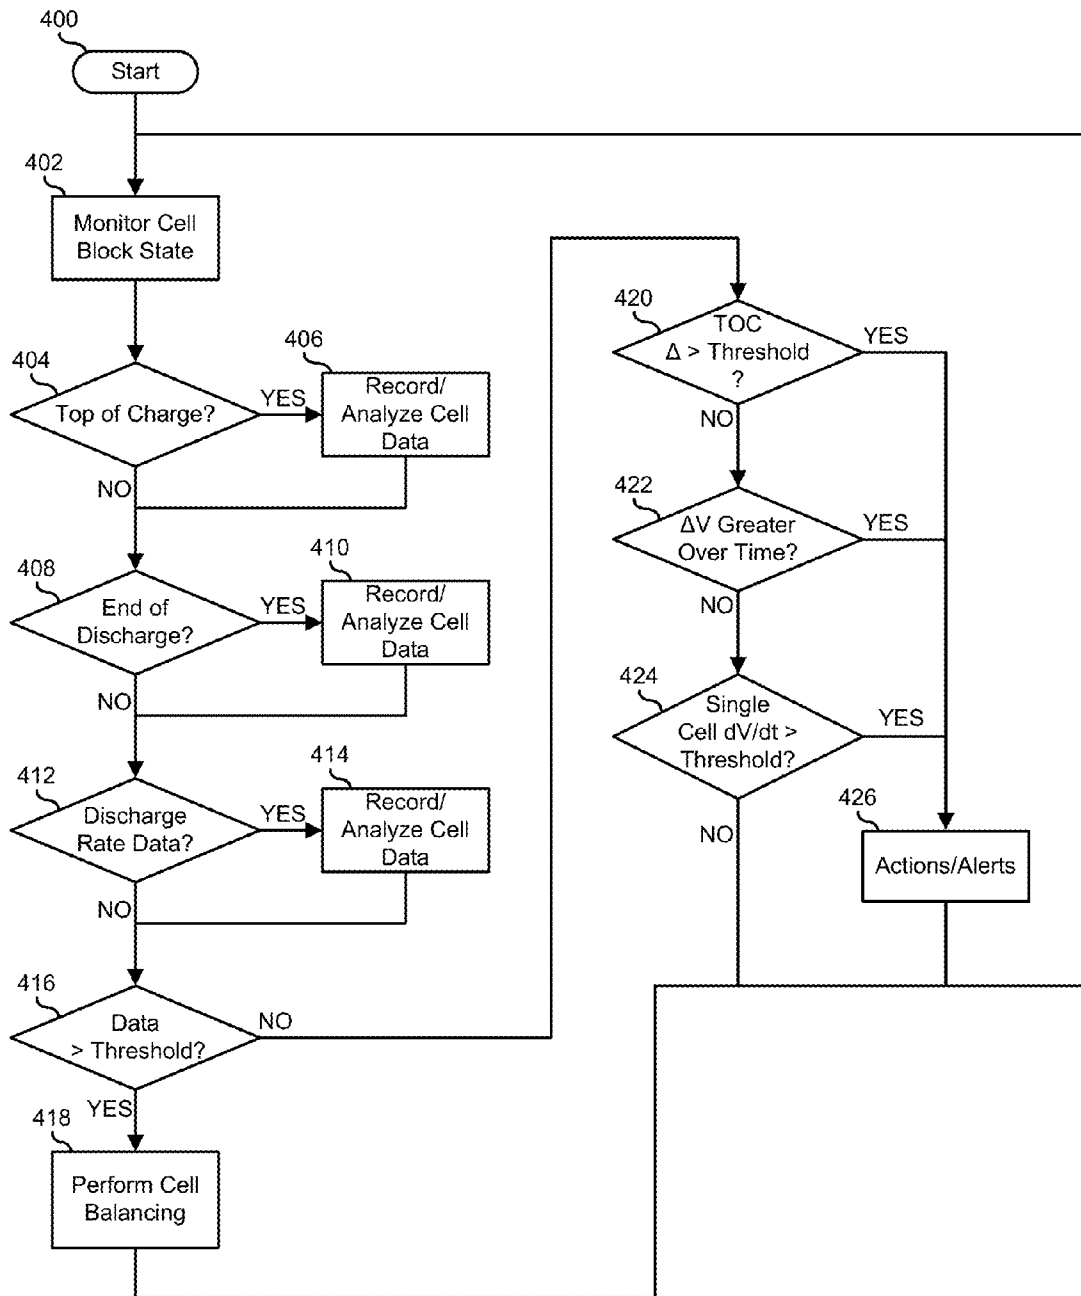 400
Start
402
Monitor Cell
Block State
404
Top of Charge?
YES
NO
406
Record/
Analyze Cell
Data
408
End of
Discharge?
YES
NO
410
Record/
Analyze Cell
Data
412
Discharge
Rate Data?
YES
NO
414
Record/
Analyze Cell
Data
416
Data
> Threshold?
NO
YES
418
Perform Cell
Balancing
420
TOC
Δ > Threshold
?
YES
NO
422
ΔV Greater
Over Time?
YES
NO
424
Single
Cell dV/dt >
Threshold?
YES
NO
426
Actions/Alerts